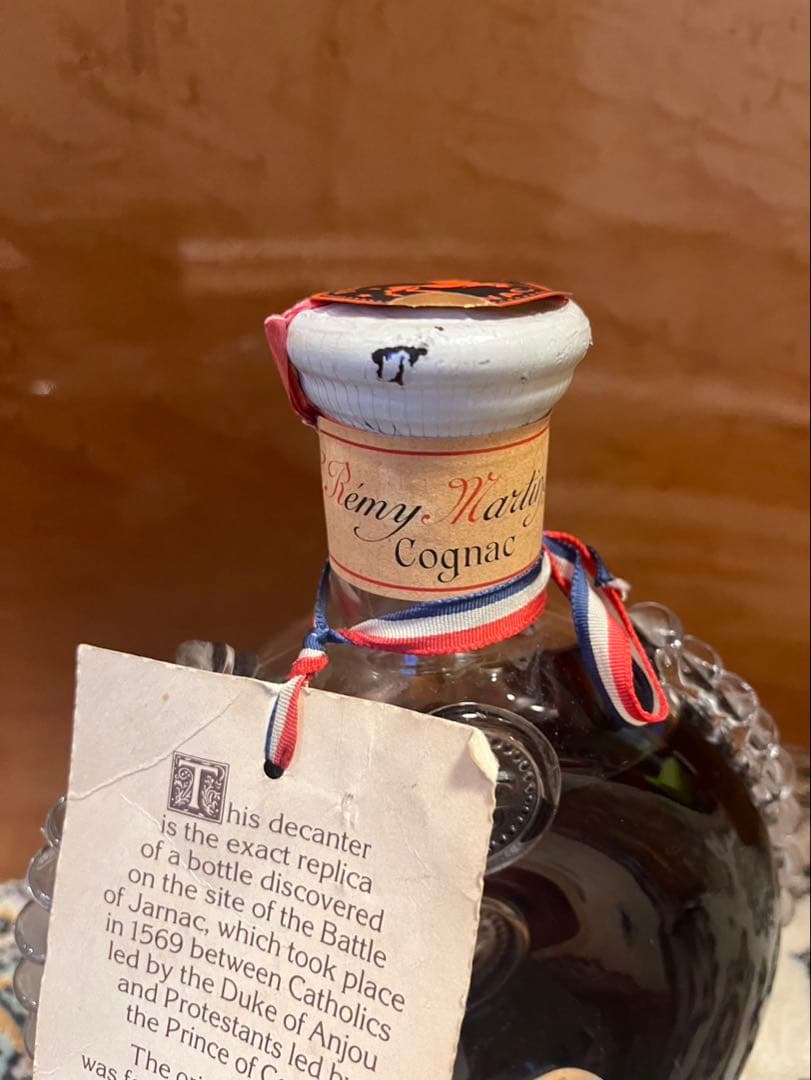 Rémy Martin
Cognac
This decanter
is the exact replica
of a bottle discovered
on the site of the Battle
of Jarnac, which took place
in 1569 between Catholics
led by the Duke of Anjou
and Protestants led by
the Prince of
The
was